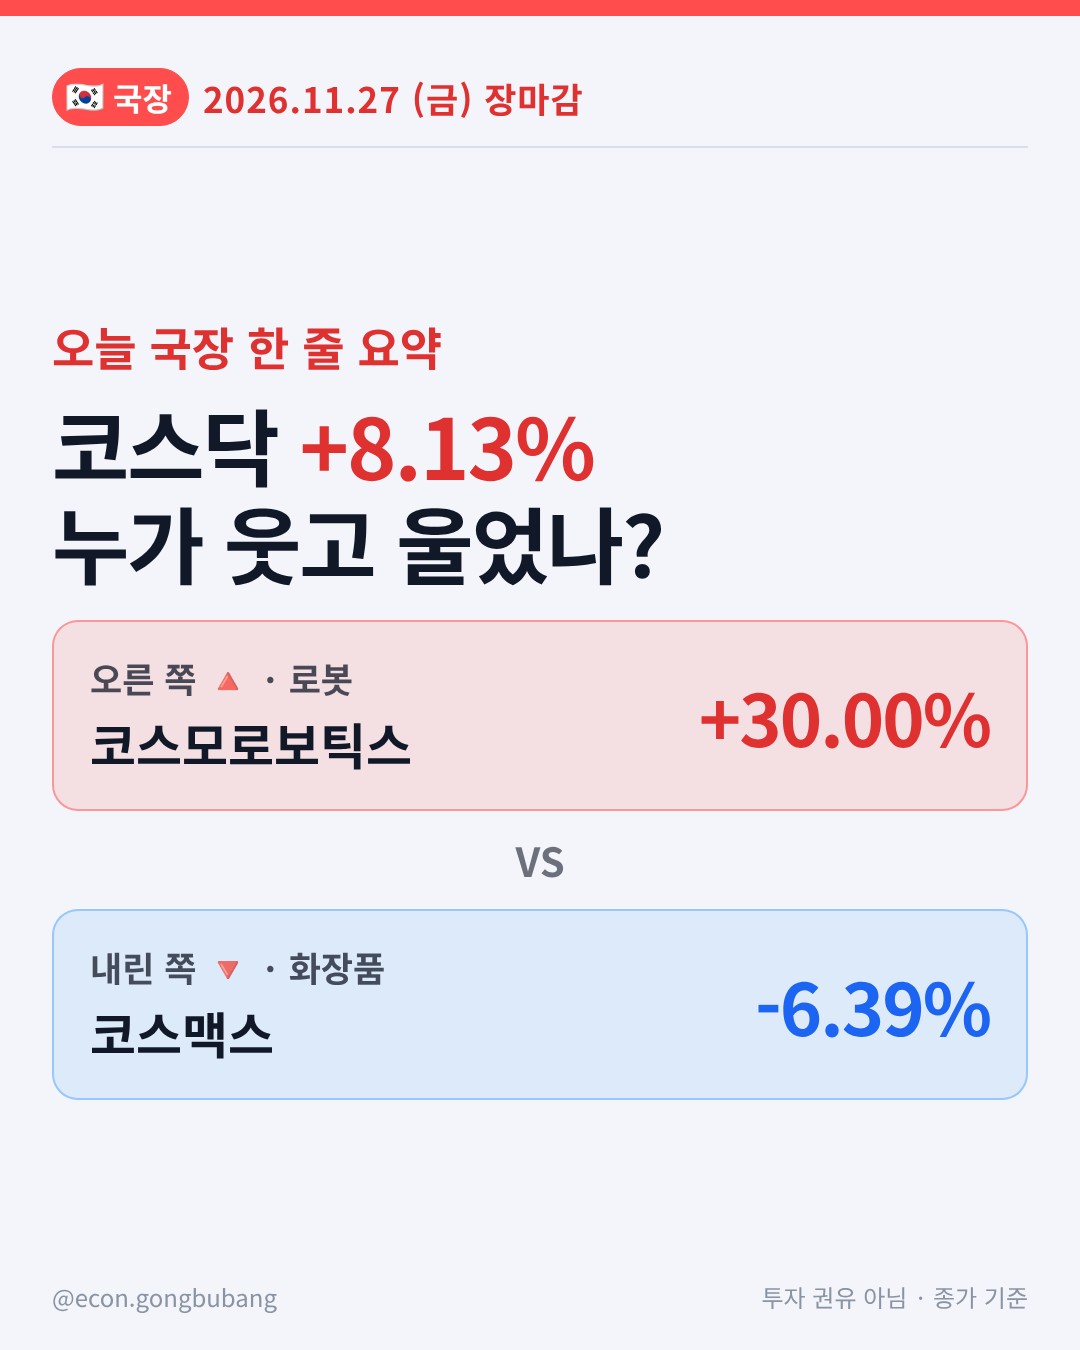 🇰🇷 국장 2026.11.27 (금) 장마감
오늘 국장 한 줄 요약
코스닥 +8.13%
누가 웃고 울었나?
오른 쪽 🔺 · 로봇
코스모로보틱스
+30.00%
VS
내린 쪽 🔻 · 화장품
코스맥스
-6.39%
@econ.gongbubang
투자 권유 아님 · 종가 기준